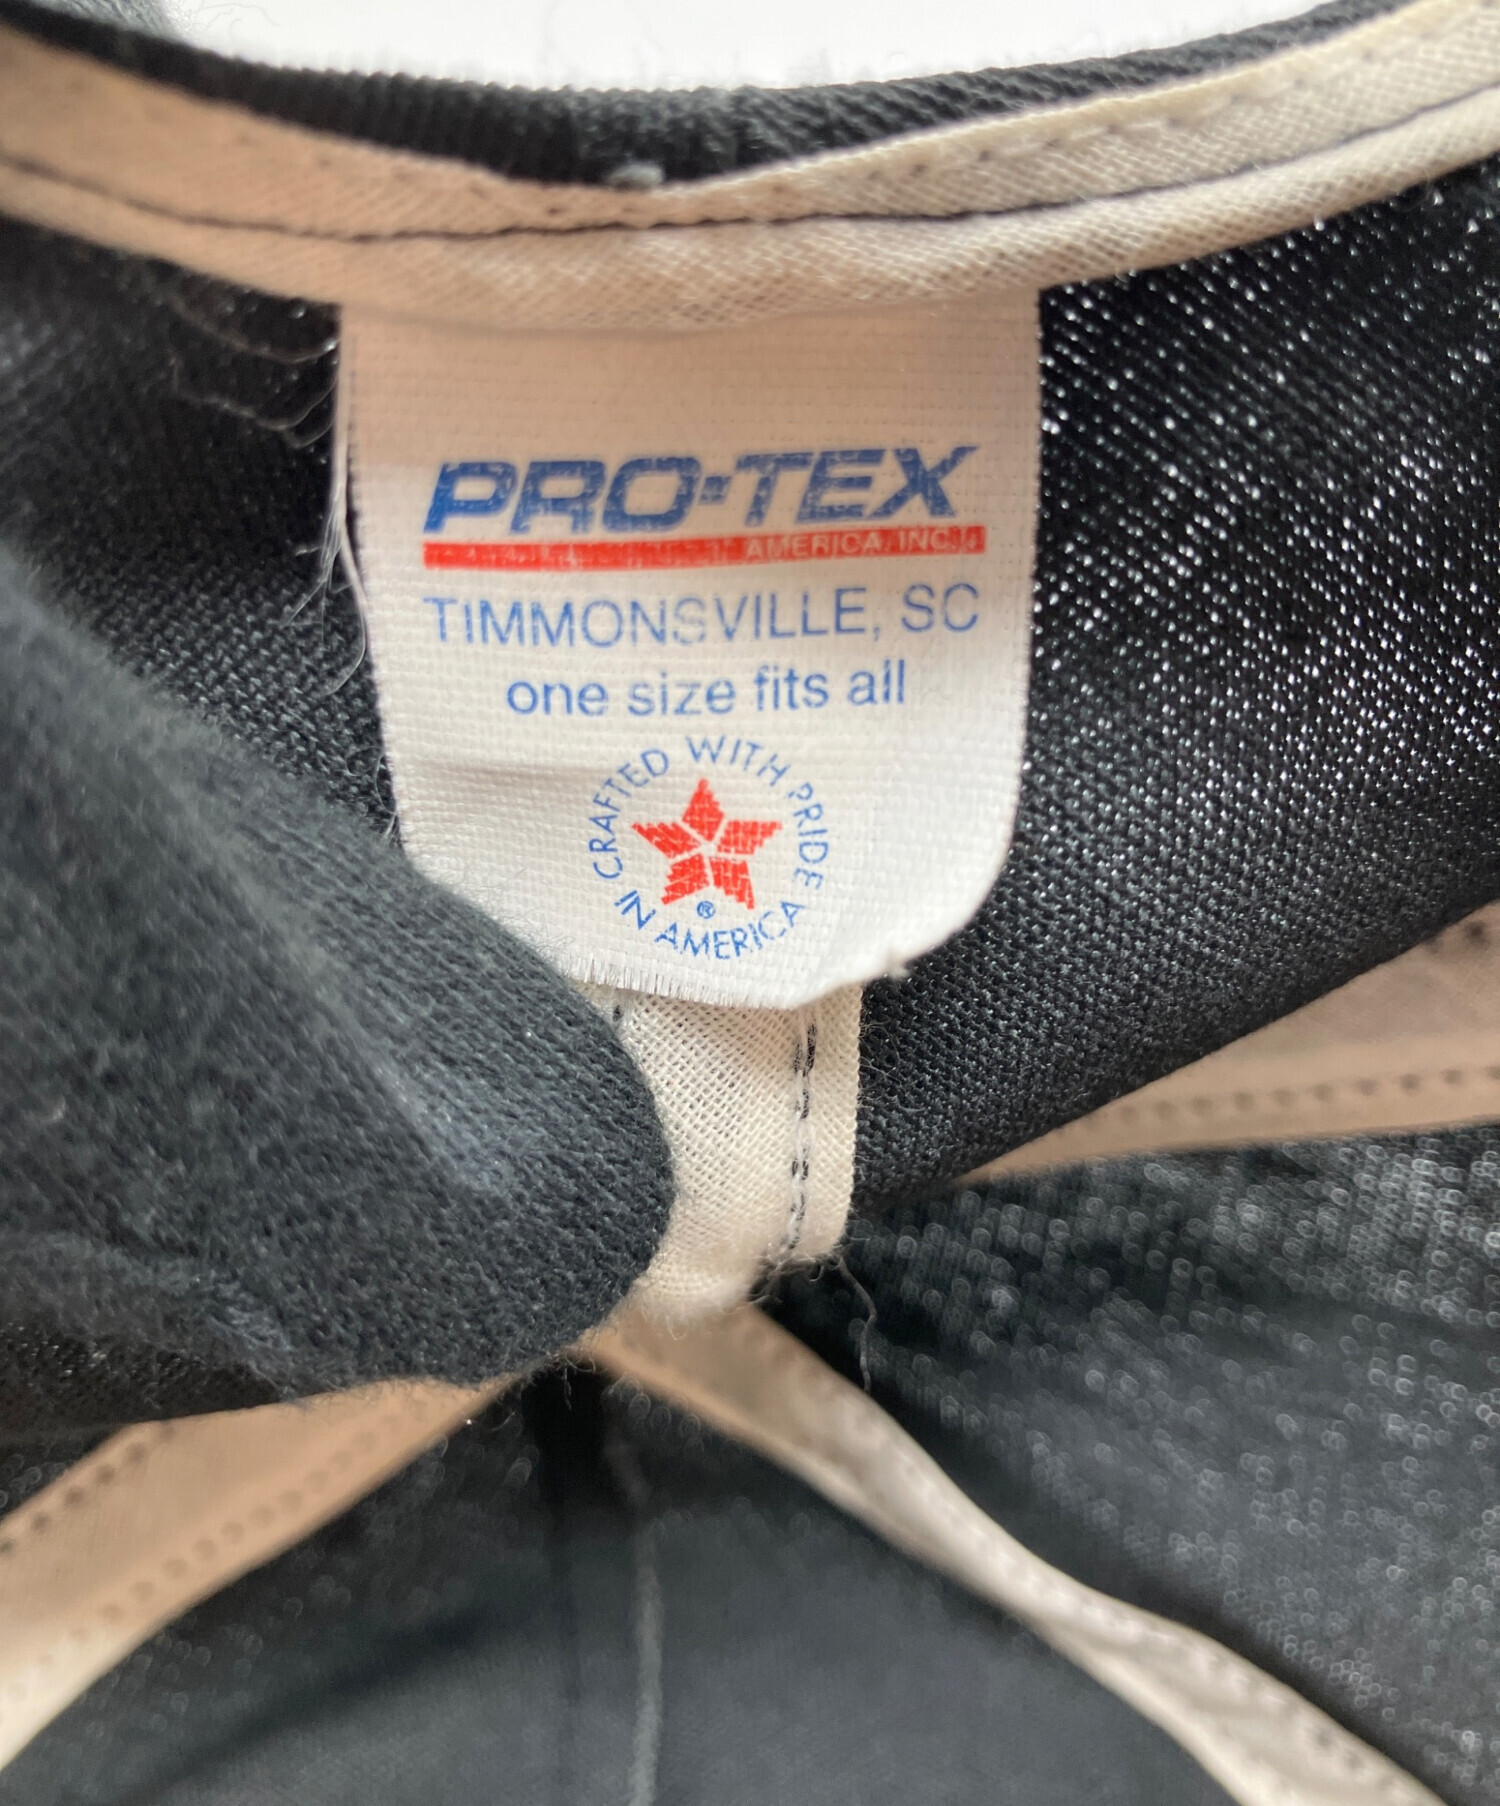 PRO-TEX
AMERICA, INC.
TIMMONSVILLE, SC
one size fits all
CRAFTED WITH PRIDE
IN AMERICA
®